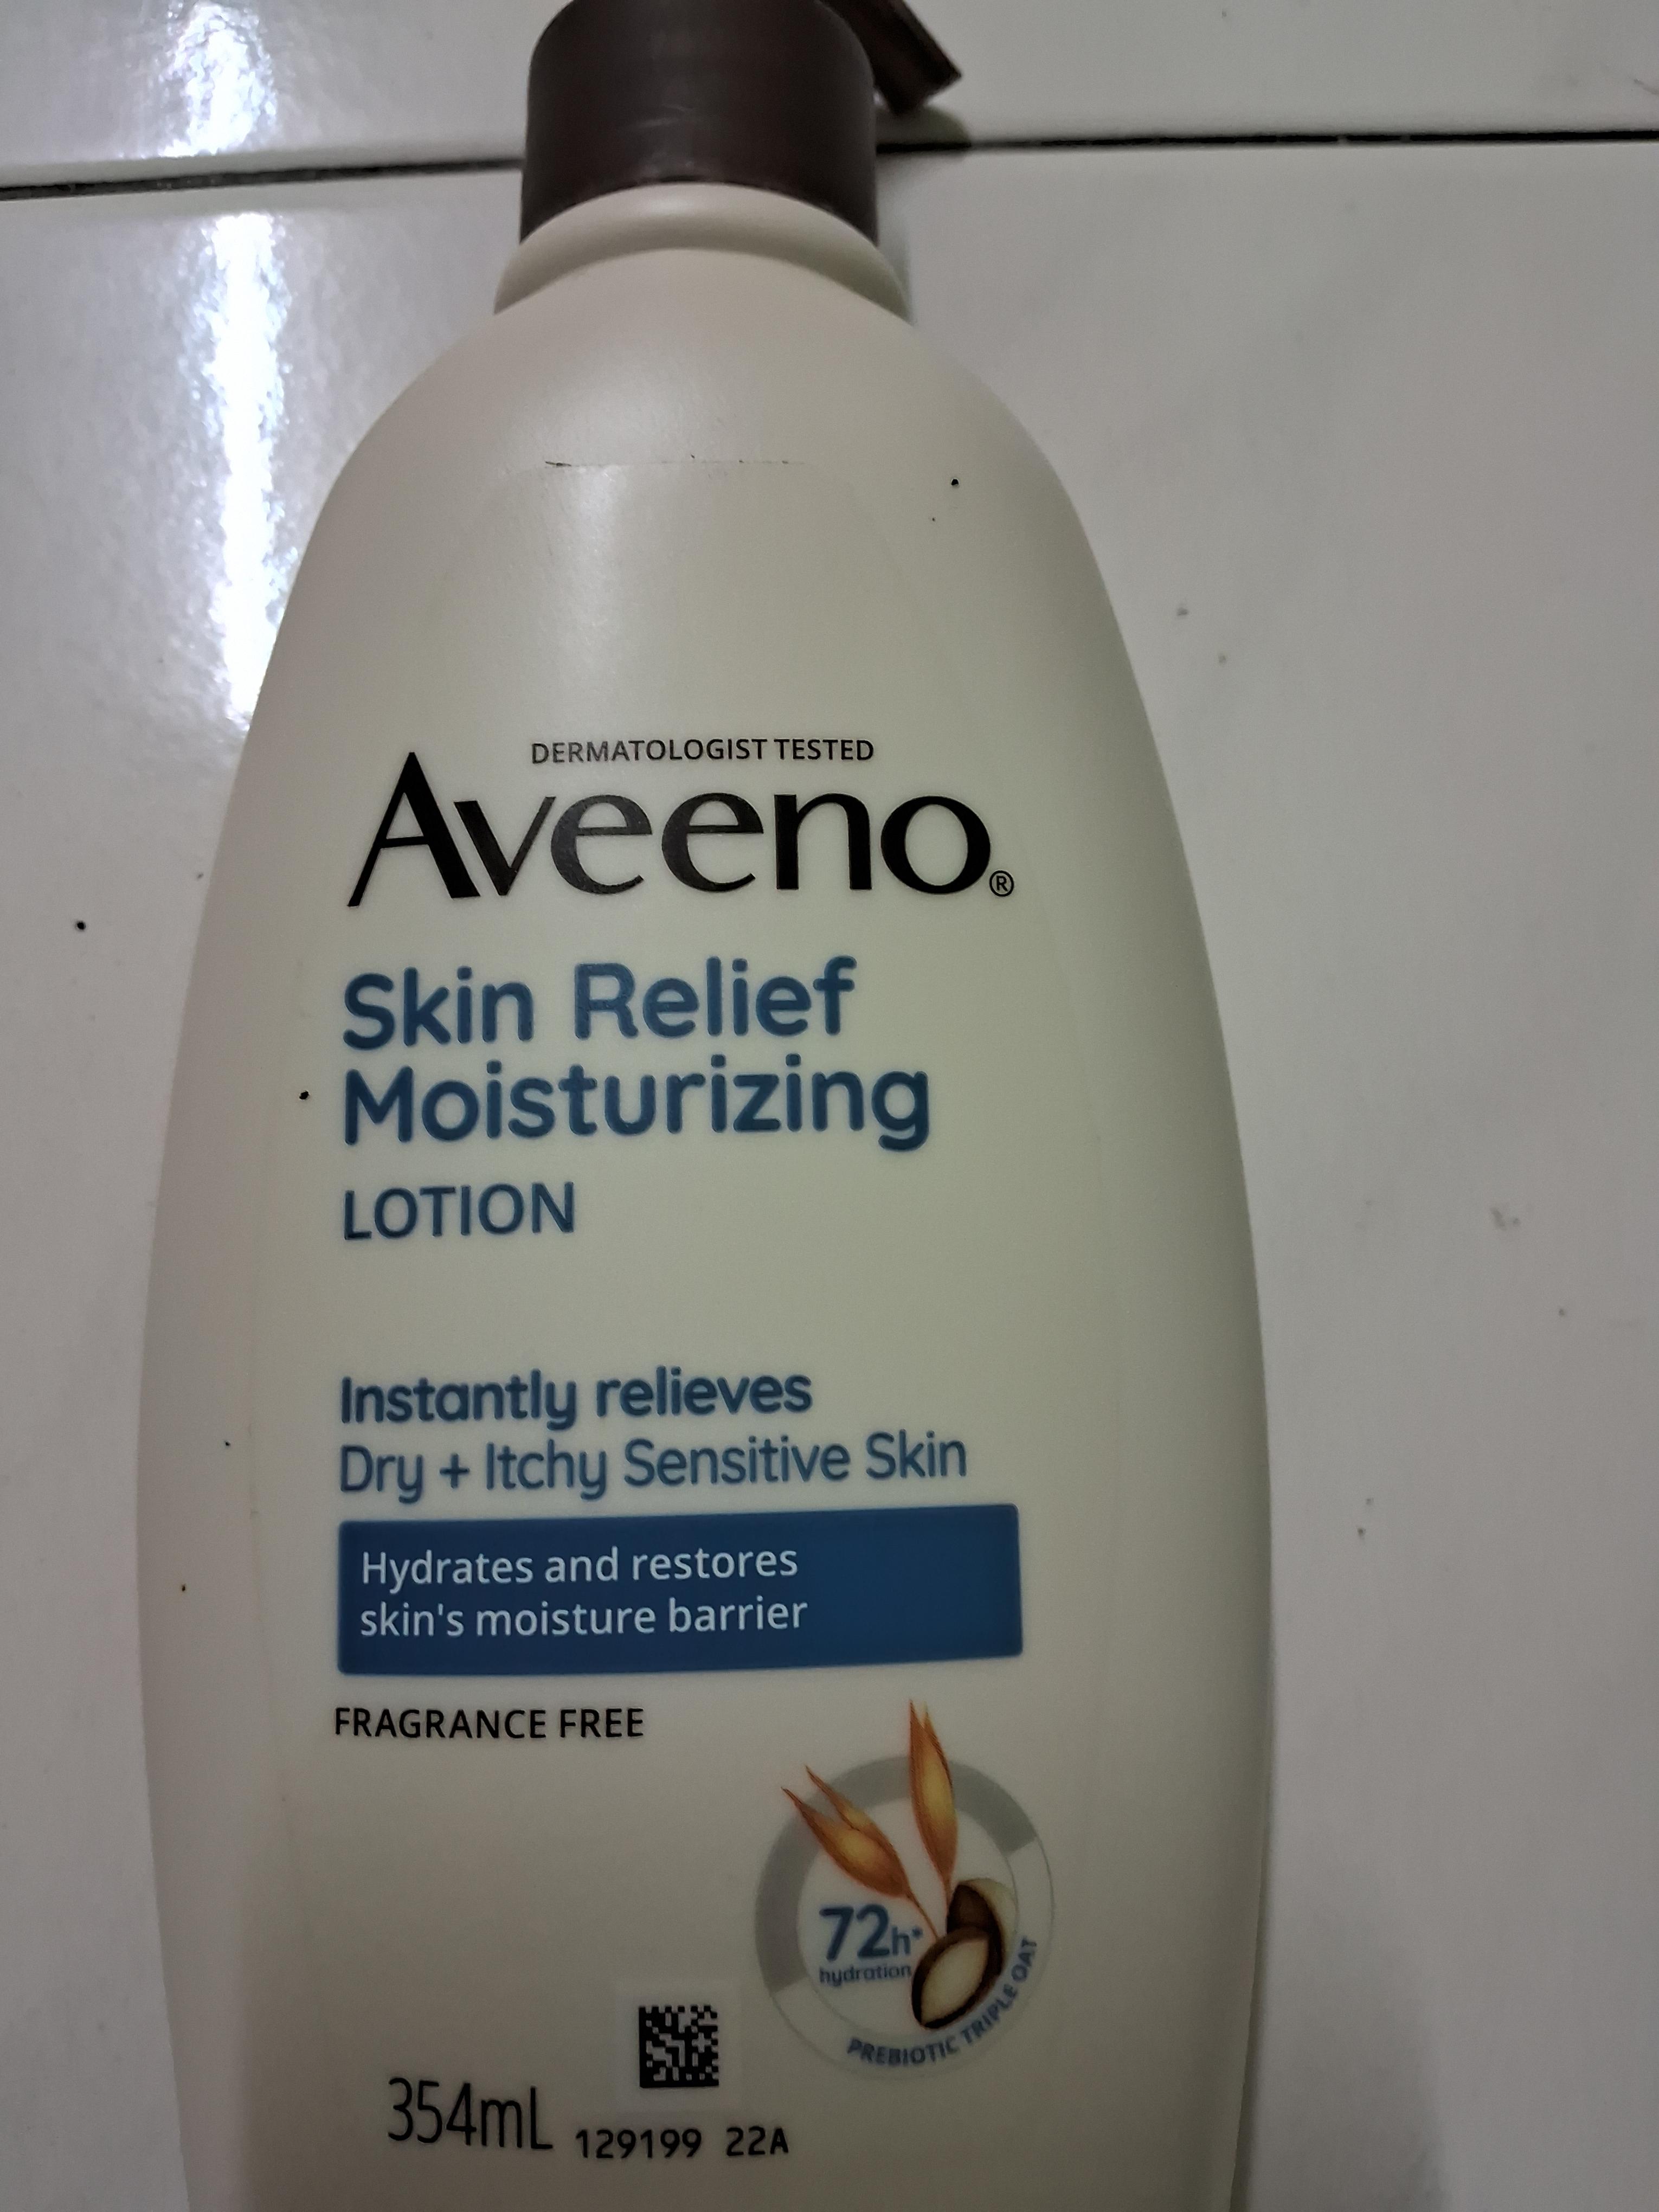 DERMATOLOGIST TESTED
Aveeno®
Skin Relief
Moisturizing
LOTION
Instantly relieves
Dry + Itchy Sensitive Skin
Hydrates and restores
skin's moisture barrier
FRAGRANCE FREE
72h*
hydration
PREBIOTIC TRIPLE OAT
354mL
129199 22A